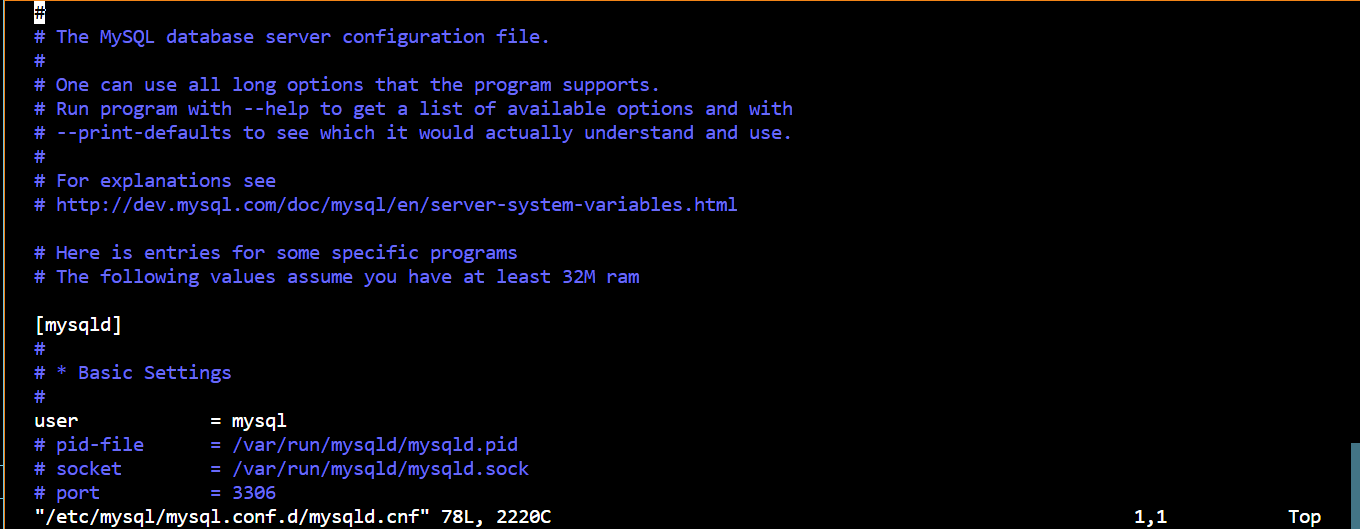 #
# The MySQL database server configuration file.
#
# One can use all long options that the program supports.
# Run program with --help to get a list of available options and with
# --print-defaults to see which it would actually understand and use.
#
# For explanations see
# http://dev.mysql.com/doc/mysql/en/server-system-variables.html

# Here is entries for some specific programs
# The following values assume you have at least 32M ram

[mysqld]
#
# * Basic Settings
#
user            = mysql
# pid-file      = /var/run/mysqld/mysqld.pid
# socket        = /var/run/mysqld/mysqld.sock
# port          = 3306
"/etc/mysql/mysql.conf.d/mysqld.cnf" 78L, 2220C 1,1 Top